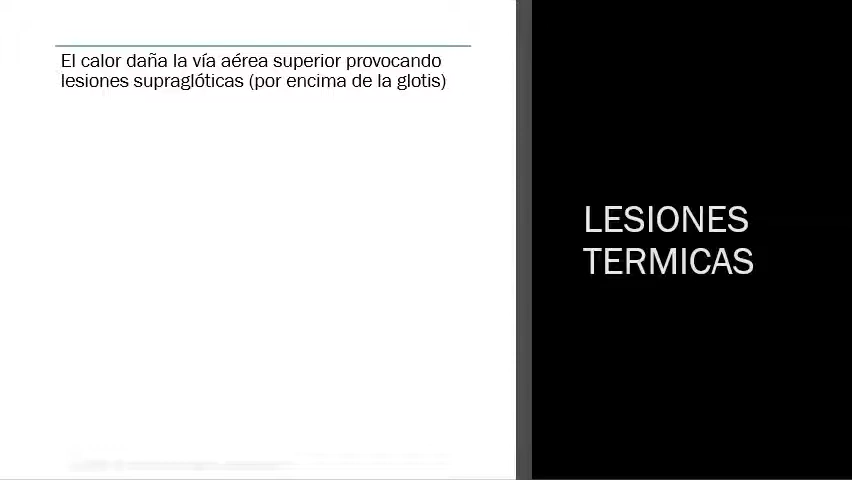 El calor daña la vía aérea superior provocando
lesiones supraglóticas (por encima de la glotis)
LESIONES
TERMICAS